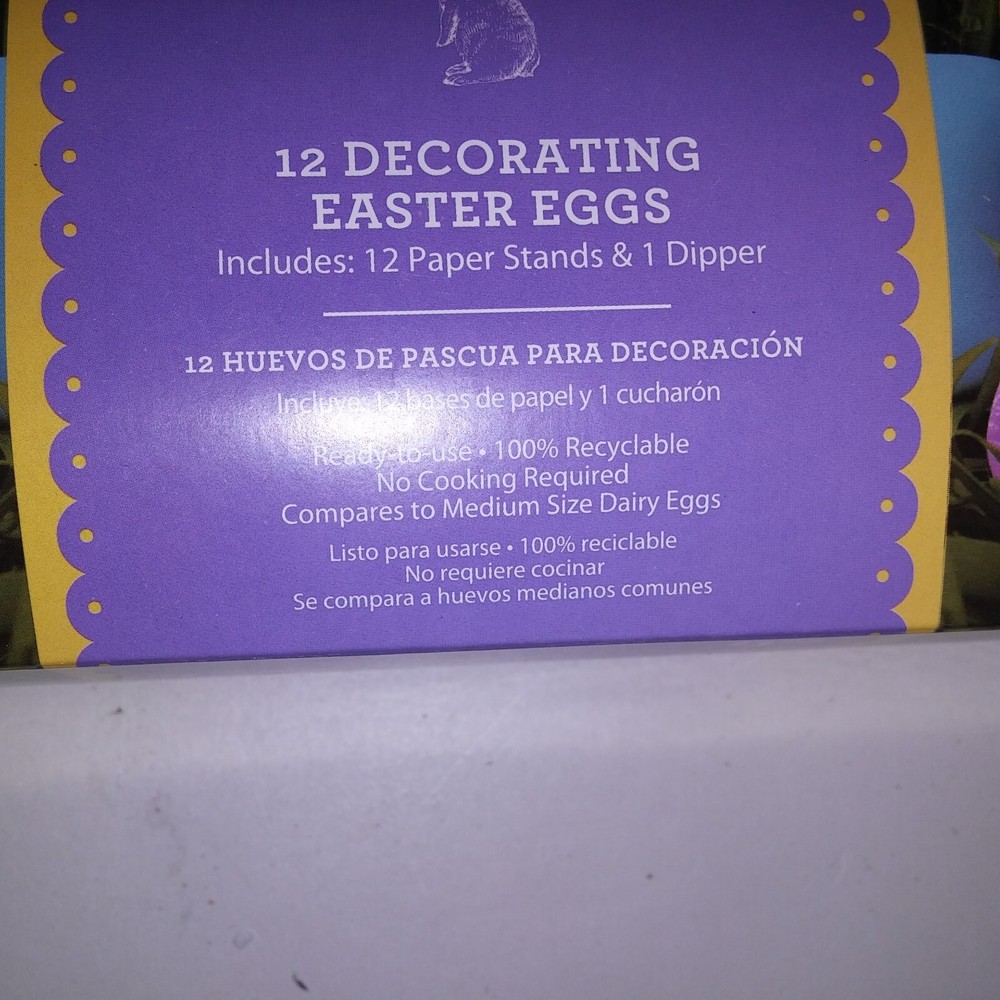 12 DECORATING
EASTER EGGS
Includes: 12 Paper Stands & 1 Dipper
12 HUEVOS DE PASCUA PARA DECORACIÓN
Incluye: 12 bases de papel y 1 cucharón
Ready-to-use • 100% Recyclable
No Cooking Required
Compares to Medium Size Dairy Eggs
Listo para usarse • 100% reciclable
No requiere cocinar
Se compara a huevos medianos comunes